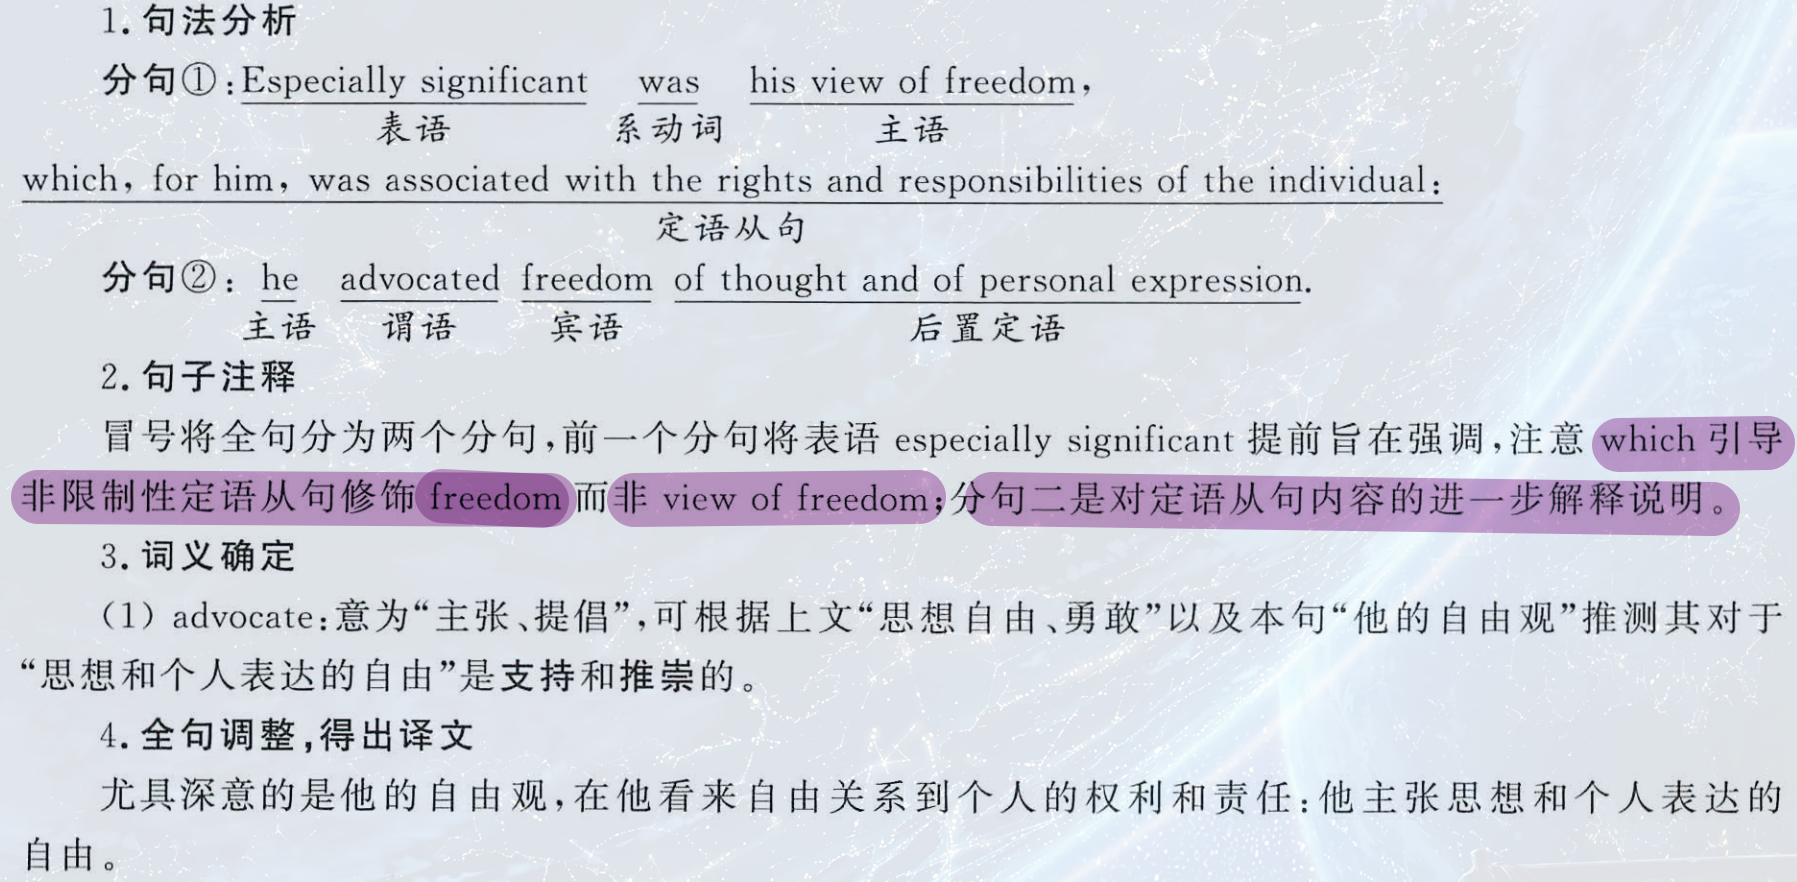 1. 句法分析
分句①:Especially significant was his view of freedom,
表语 系动词 主语
which, for him, was associated with the rights and responsibilities of the individual:
定语从句
分句②: he advocated freedom of thought and of personal expression.
主语 谓语 宾语 后置定语
2. 句子注释
冒号将全句分为两个分句,前一个分句将表语 especially significant 提前旨在强调,注意 which 引导
非限制性定语从句修饰 freedom 而非 view of freedom;分句二是对定语从句内容的进一步解释说明。
3. 词义确定
(1) advocate:意为“主张、提倡”,可根据上文“思想自由、勇敢”以及本句“他的自由观”推测其对于
“思想和个人表达的自由”是支持和推崇的。
4. 全句调整,得出译文
尤具深意的是他的自由观,在他看来自由关系到个人的权利和责任:他主张思想和个人表达的
自由。